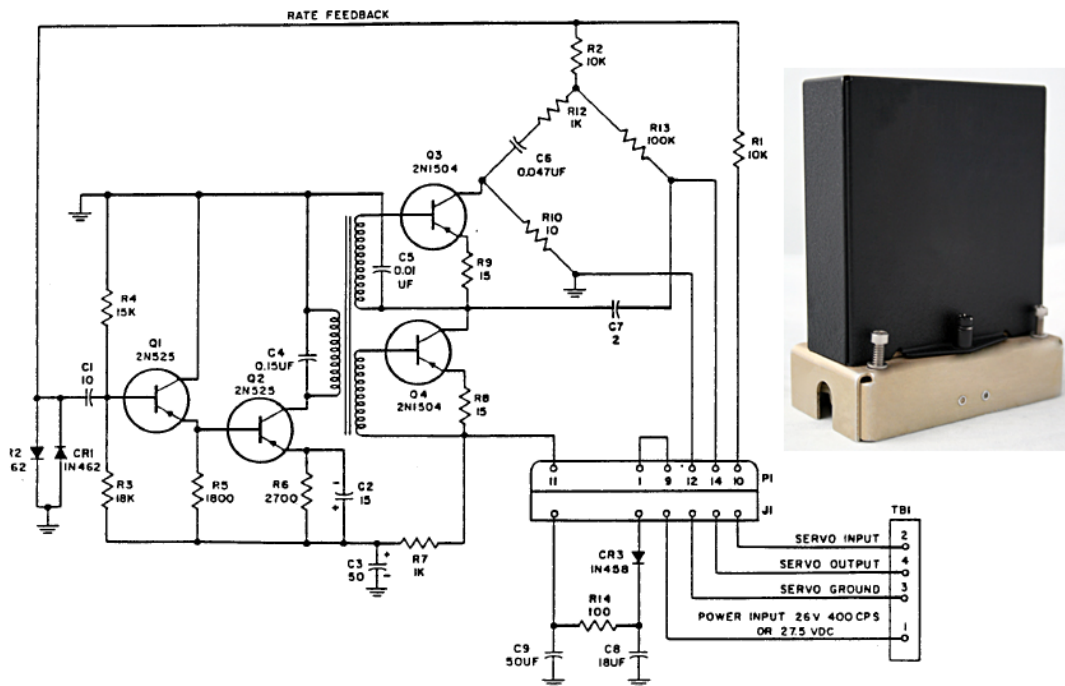 RATE FEEDBACK
R2
10K
R12
1K
R13
100K
R1
10K
C6
0.047UF
Q3
2N1504
R10
10
R9
15
C5
0.01
UF
C7
2
R4
15K
Q1
2N525
C4
0.15UF
Q2
2N525
C1
10
Q4
2N1504
R8
15
CR1
1N462
62
R3
18K
R5
1800
R6
2700
C2
15
-
+
C3
50
+
-
R7
1K
11
1
9
12
14
10
P1
J1
TB1
SERVO INPUT
2
SERVO OUTPUT
4
SERVO GROUND
3
POWER INPUT 26V 400CPS
OR 27.5 VDC
1
CR3
1N458
R14
100
C9
50UF
C8
18UF